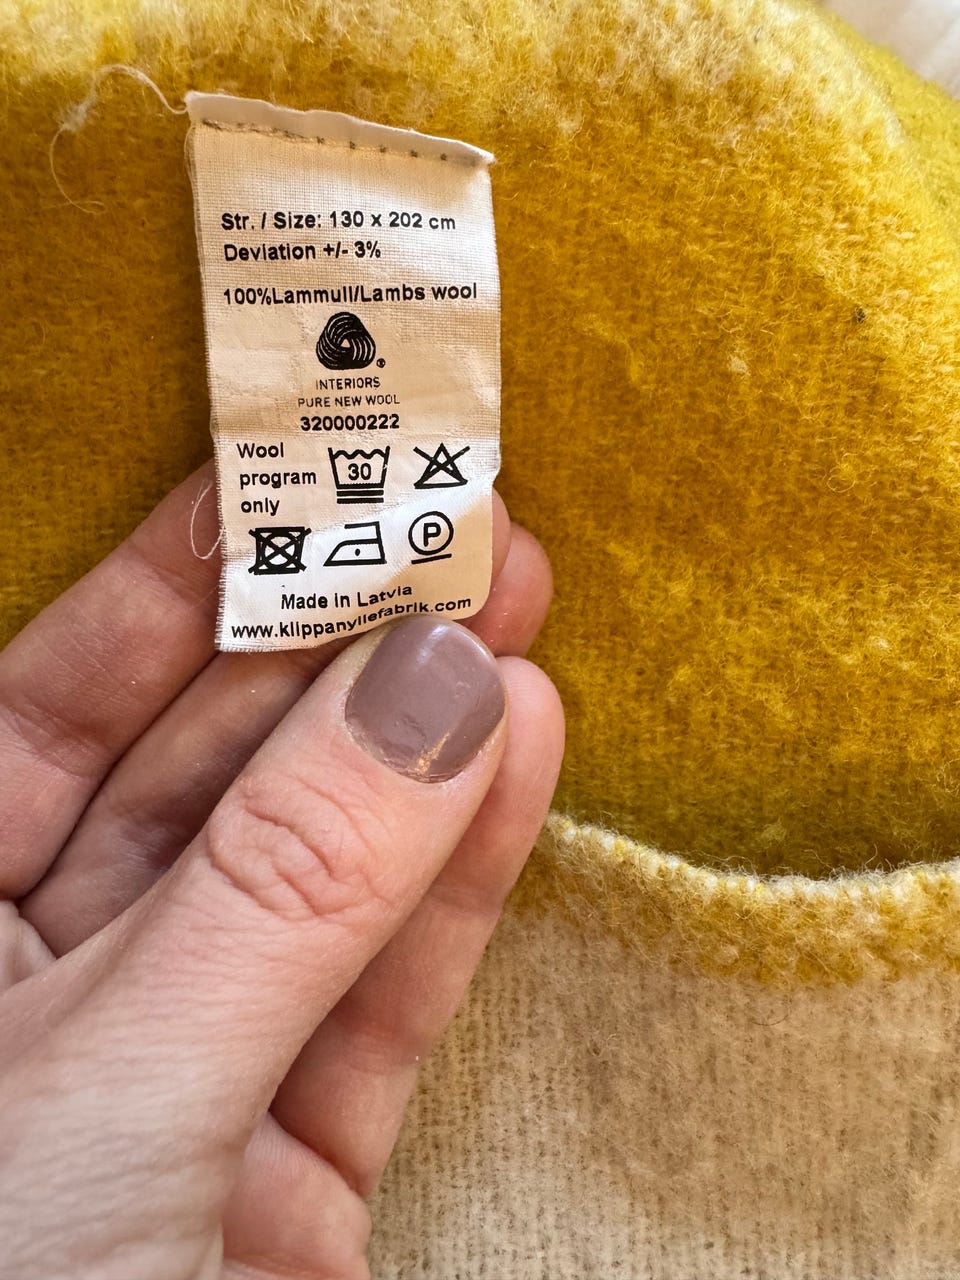 Str. / Size: 130 x 202 cm
Deviation +/- 3%
100%Lammull/Lambs wool
INTERIORS
PURE NEW WOOL
320000222
Wool
program
only
30
P
Made in Latvia
www.klippanyllefabrik.com